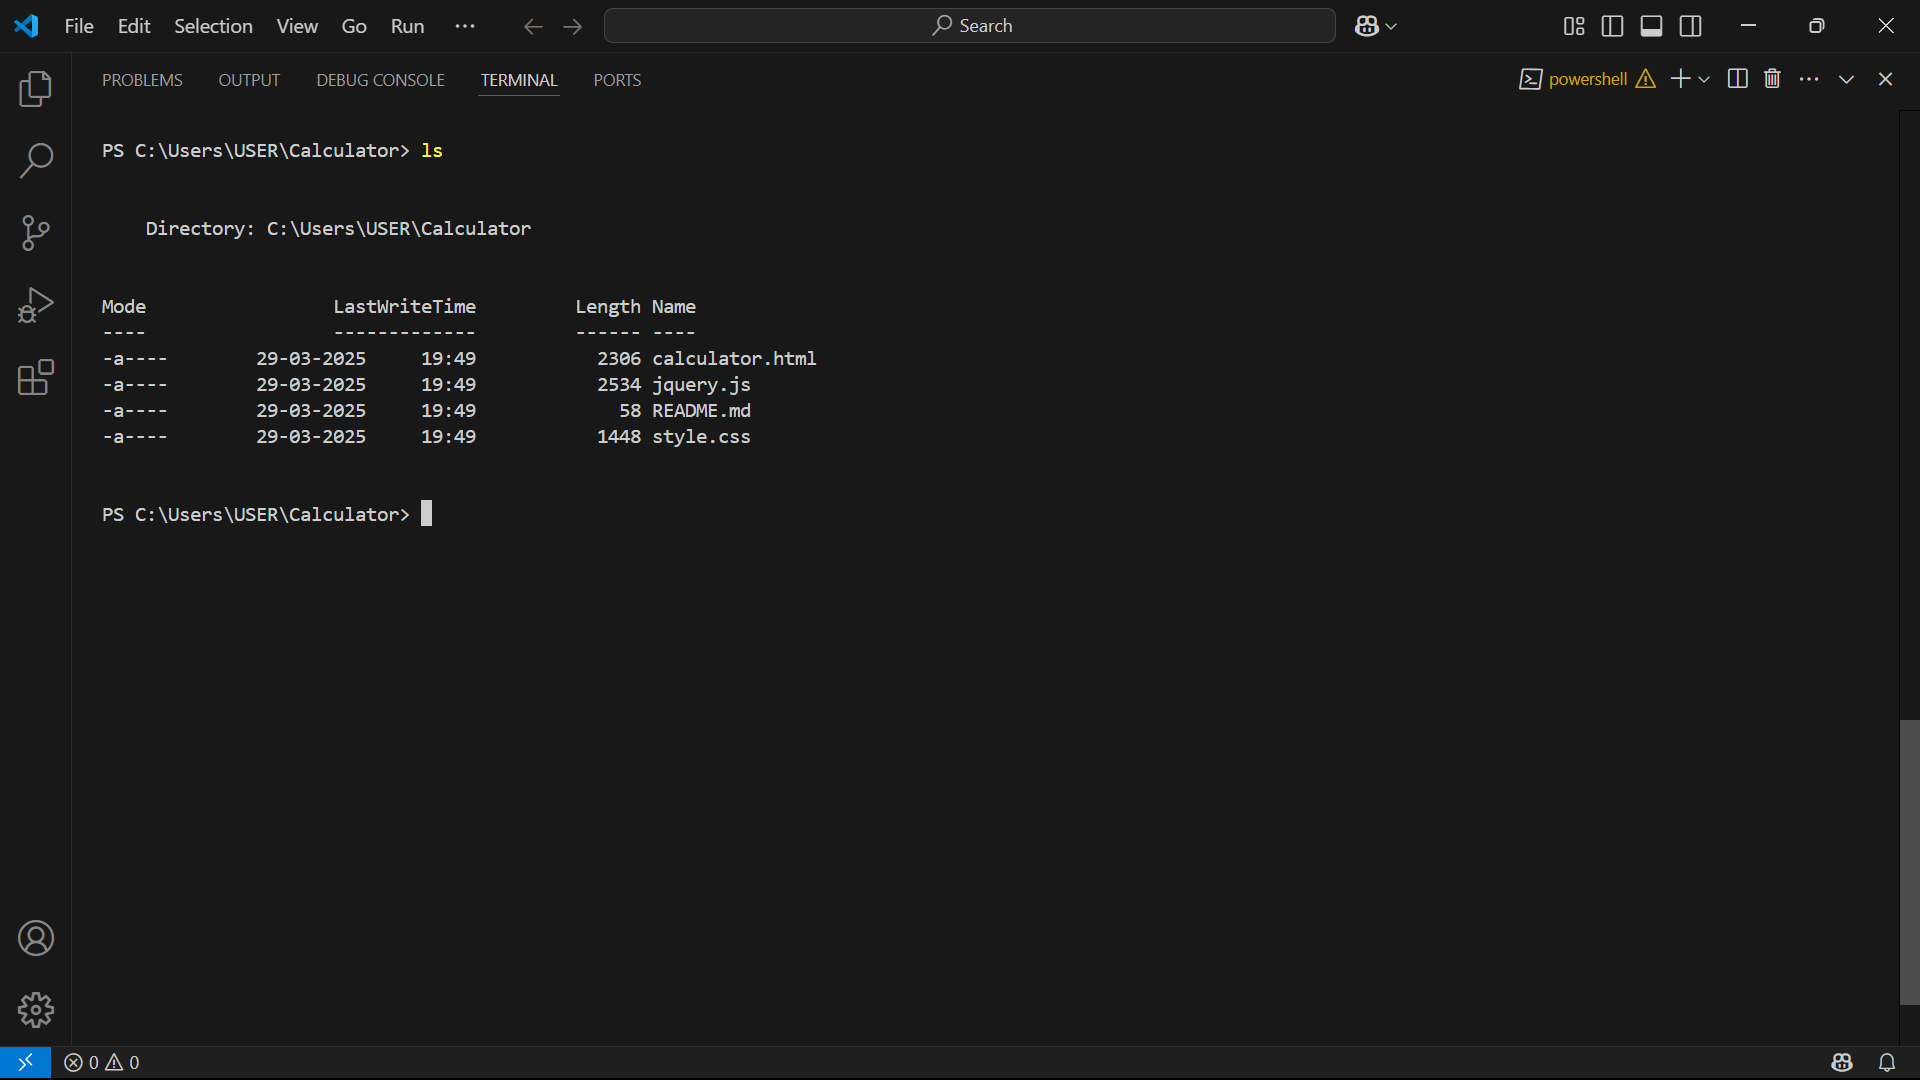 File Edit Selection View Go Run ··· Search
PROBLEMS OUTPUT DEBUG CONSOLE TERMINAL PORTS powershell
PS C:\Users\USER\Calculator> ls
Directory: C:\Users\USER\Calculator
Mode LastWriteTime Length Name
---- ------------- ------ ----
-a---- 29-03-2025 19:49 2306 calculator.html
-a---- 29-03-2025 19:49 2534 jquery.js
-a---- 29-03-2025 19:49 58 README.md
-a---- 29-03-2025 19:49 1448 style.css
PS C:\Users\USER\Calculator>
0 0